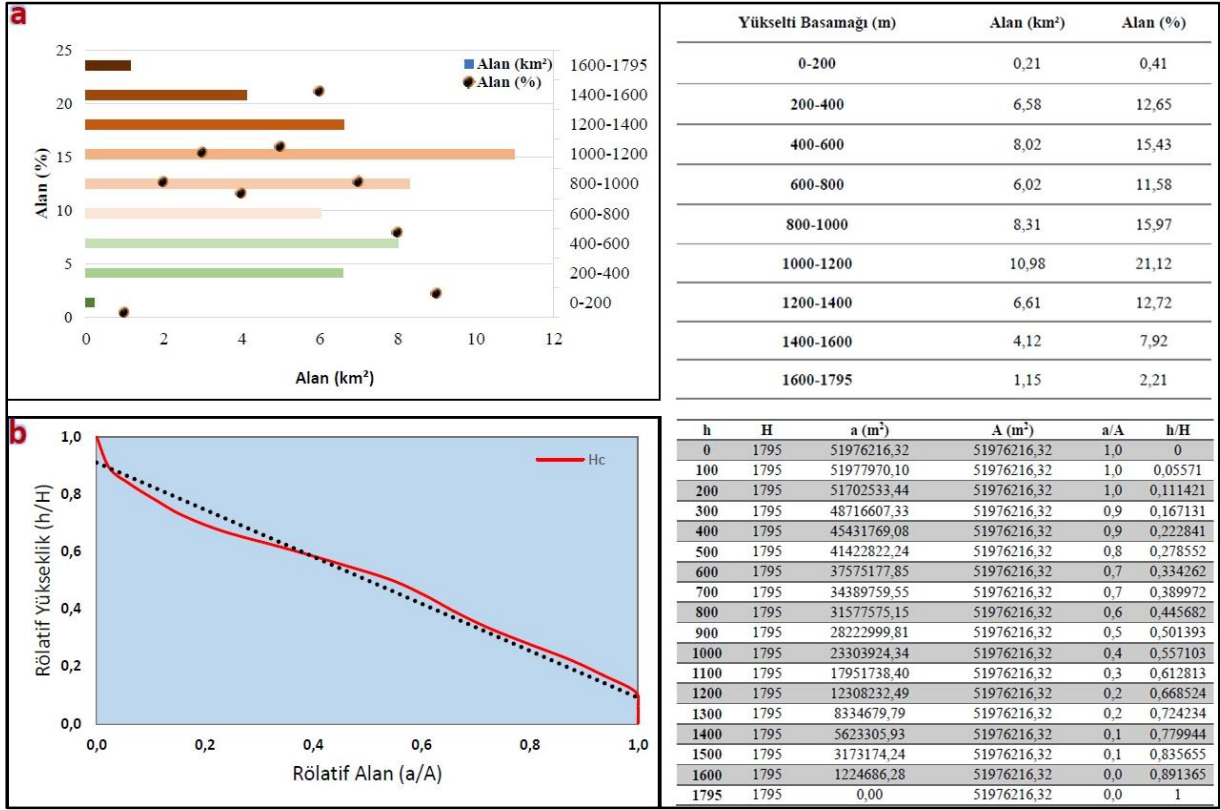 a
25
20
15
10
5
0
Alan (%)
Alan (km²)
Alan (%)
1600-1795
1400-1600
1200-1400
1000-1200
800-1000
600-800
400-600
200-400
0-200
0 2 4 6 8 10 12
Alan (km²)
Yükselti Basamağı (m) Alan (km²) Alan (%)
0-200 0,21 0,41
200-400 6,58 12,65
400-600 8,02 15,43
600-800 6,02 11,58
800-1000 8,31 15,97
1000-1200 10,98 21,12
1200-1400 6,61 12,72
1400-1600 4,12 7,92
1600-1795 1,15 2,21
b
1,0
0,8
0,6
0,4
0,2
0,0
Rölatif Yükseklik (h/H)
Hc
0,0 0,2 0,4 0,6 0,8 1,0
Rölatif Alan (a/A)
h H a (m²) A (m²) a/A h/H
0 1795 51976216,32 51976216,32 1,0 0
100 1795 51977970,10 51976216,32 1,0 0,05571
200 1795 51702533,44 51976216,32 1,0 0,111421
300 1795 48716607,33 51976216,32 0,9 0,167131
400 1795 45431769,08 51976216,32 0,9 0,222841
500 1795 41422822,24 51976216,32 0,8 0,278552
600 1795 37575177,85 51976216,32 0,7 0,334262
700 1795 34389759,55 51976216,32 0,7 0,389972
800 1795 31577575,15 51976216,32 0,6 0,445682
900 1795 28222999,81 51976216,32 0,5 0,501393
1000 1795 23303924,34 51976216,32 0,4 0,557103
1100 1795 17951738,40 51976216,32 0,3 0,612813
1200 1795 12308232,49 51976216,32 0,2 0,668524
1300 1795 8334679,79 51976216,32 0,2 0,724234
1400 1795 5623305,93 51976216,32 0,1 0,779944
1500 1795 3173174,24 51976216,32 0,1 0,835655
1600 1795 1224686,28 51976216,32 0,0 0,891365
1795 1795 0,00 51976216,32 0,0 1